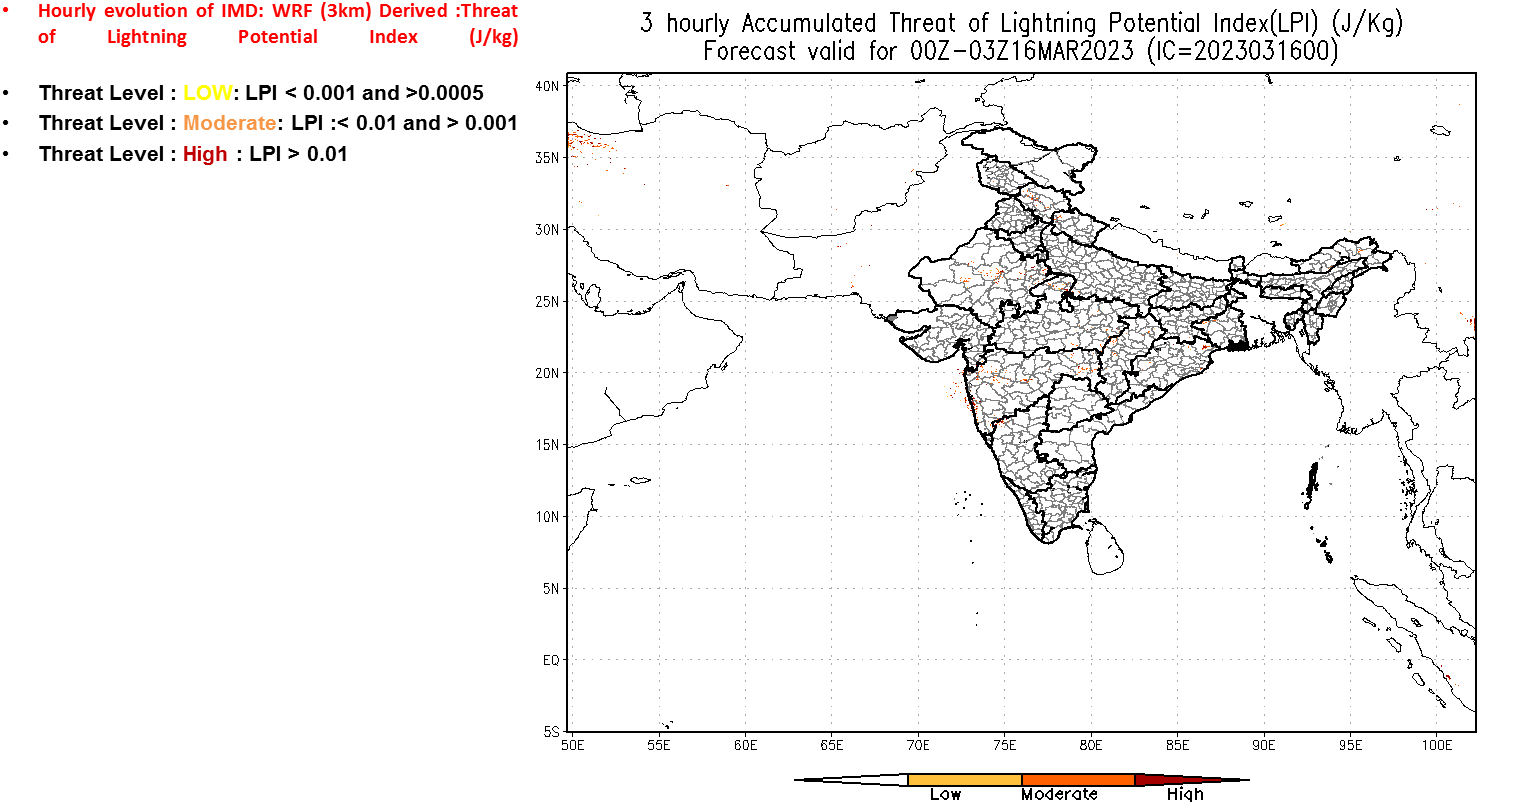 • Hourly evolution of IMD: WRF (3km) Derived :Threat
of Lightning Potential Index (J/kg)
• Threat Level : LOW: LPI < 0.001 and >0.0005
• Threat Level : Moderate: LPI :< 0.01 and > 0.001
• Threat Level : High : LPI > 0.01
3 hourly Accumulated Threat of Lightning Potential Index(LPI) (J/Kg)
Forecast valid for 00Z-03Z16MAR2023 (IC=2023031600)
40N
35N
30N
25N
20N
15N
10N
5N
EQ
5S
50E 55E 60E 65E 70E 75E 80E 85E 90E 95E 100E
Low Moderate High